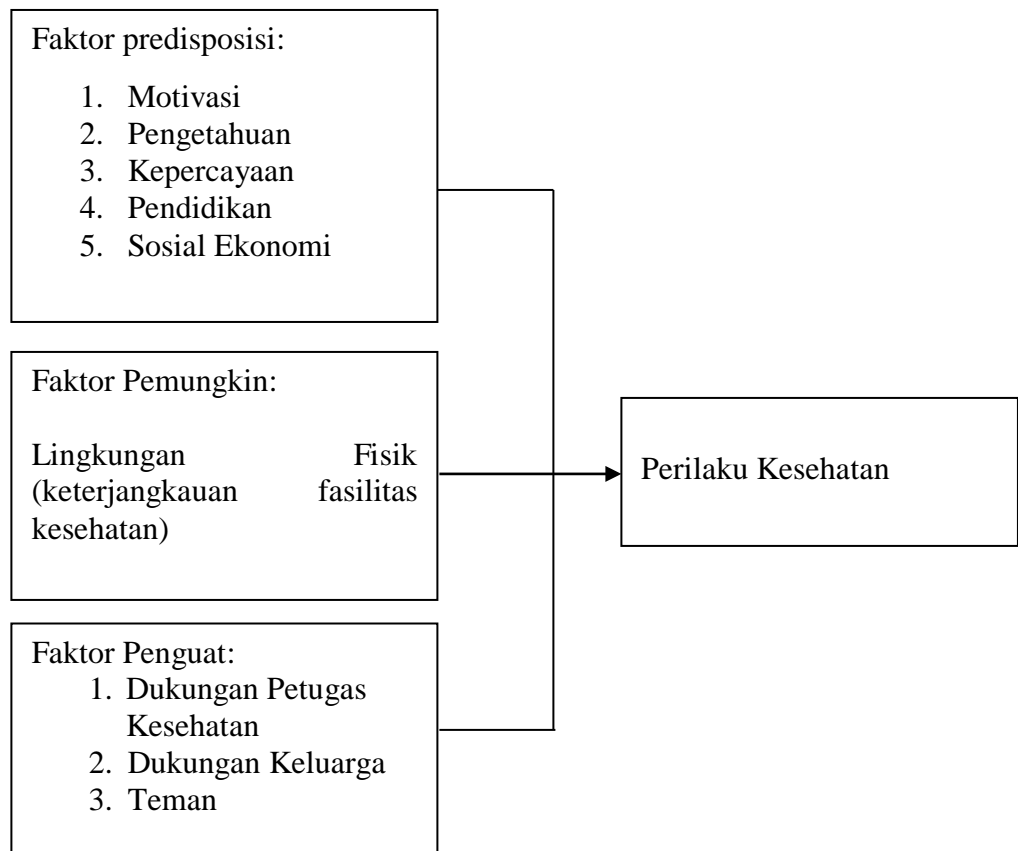 Faktor predisposisi:
1. Motivasi
2. Pengetahuan
3. Kepercayaan
4. Pendidikan
5. Sosial Ekonomi
Faktor Pemungkin:
Lingkungan Fisik
(keterjangkauan fasilitas
kesehatan)
Perilaku Kesehatan
Faktor Penguat:
1. Dukungan Petugas
Kesehatan
2. Dukungan Keluarga
3. Teman